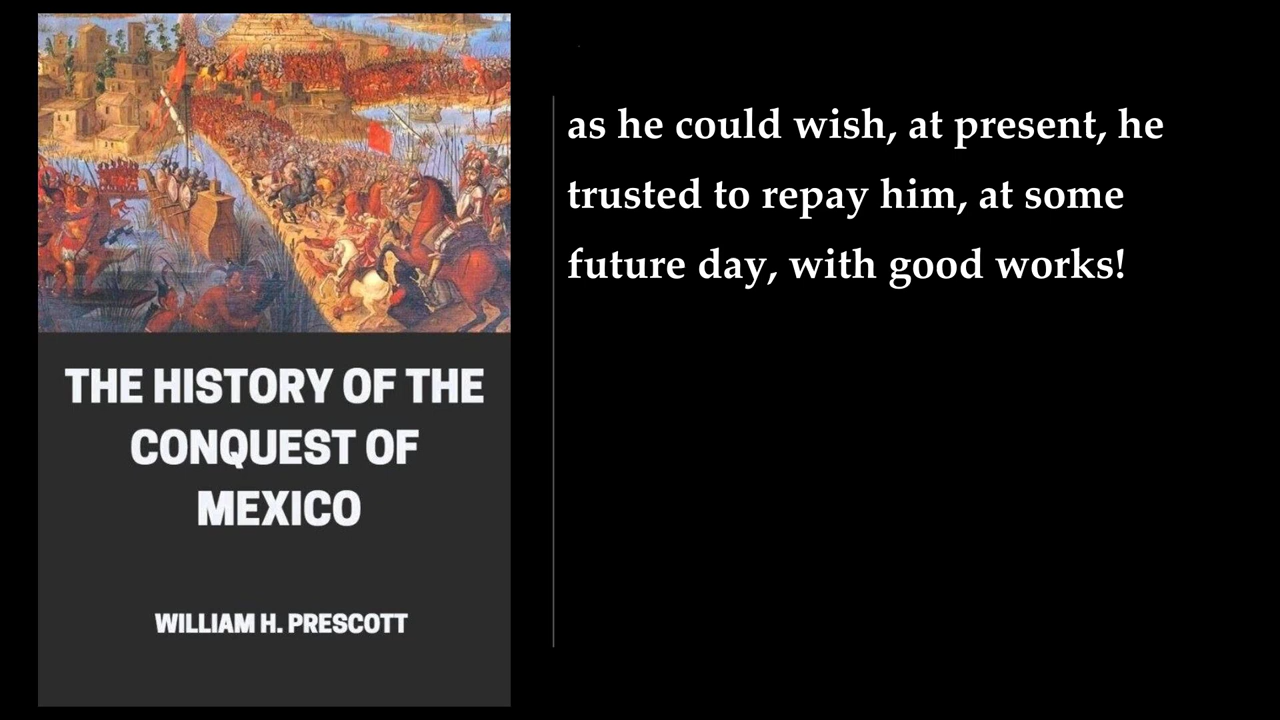 THE HISTORY OF THE
CONQUEST OF
MEXICO
WILLIAM H. PRESCOTT
as he could wish, at present, he
trusted to repay him, at some
future day, with good works!